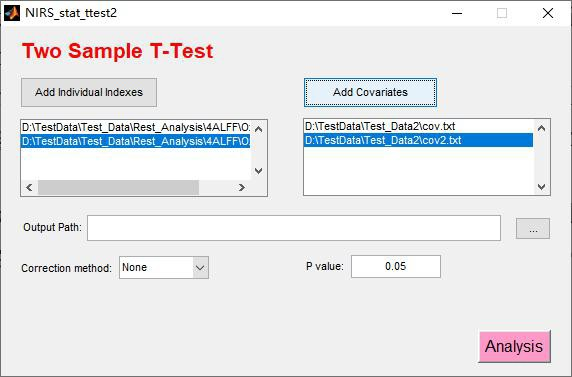 NIRS_stat_ttest2
Two Sample T-Test
Add Individual Indexes
Add Covariates
D:\TestData\Test_Data\Rest_Analysis\4ALFF\O
D:\TestData\Test_Data\Rest_Analysis\4ALFF\O
D:\TestData\Test_Data2\cov.txt
D:\TestData\Test_Data2\cov2.txt
Output Path:
...
Correction method: None
P value: 0.05
Analysis